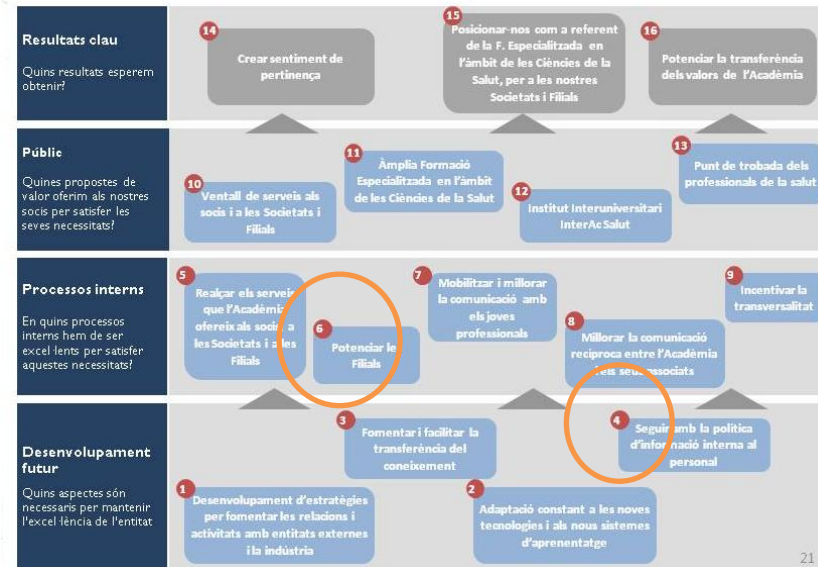 Resultats clau
Quins resultats esperem
obtenir?
14
Crear sentiment de
pertinença
15
Posicionar-nos com a referent
de la F. Especialitzada en
l'àmbit de les Ciències de la
Salut, per a les nostres
Societats i Filials
16
Potenciar la transferència
dels valors de l'Acadèmia
Públic
Quines propostes de
valor oferim als nostres
socis per satisfer les
seves necessitats?
10
Ventall de serveis als
socis i a les Societats i
Filials
11
Àmplia Formació
Especialitzada en l'àmbit
de les Ciències de la Salut
12
Institut Interuniversitari
InterAc Salut
13
Punt de trobada dels
professionals de la salut
Processos interns
En quins processos
interns hem de ser
excel·lents per satisfer
aquestes necessitats?
5
Realçar els serveis
que l'Acadèmia
ofereix als socis, a
les Societats i a les
Filials
6
Potenciar le
Filials
7
Mobilitzar i millorar
la comunicació amb
els joves
professionals
8
Millorar la comunicació
reciproca entre l'Acadèmia
i els seus associats
9
Incentivar la
transversalitat
Desenvolupament
futur
Quins aspectes són
necessaris per mantenir
l'excel·lència de l'entitat
1
Desenvolupament d'estratègies
per fomentar les relacions i
activitats amb entitats externes
i la indústria
2
Adaptació constant a les noves
tecnologies i als nous sistemes
d'aprenentatge
3
Fomentar i facilitar la
transferència del
coneixement
4
Seguir amb la política
d'informació interna al
personal
21